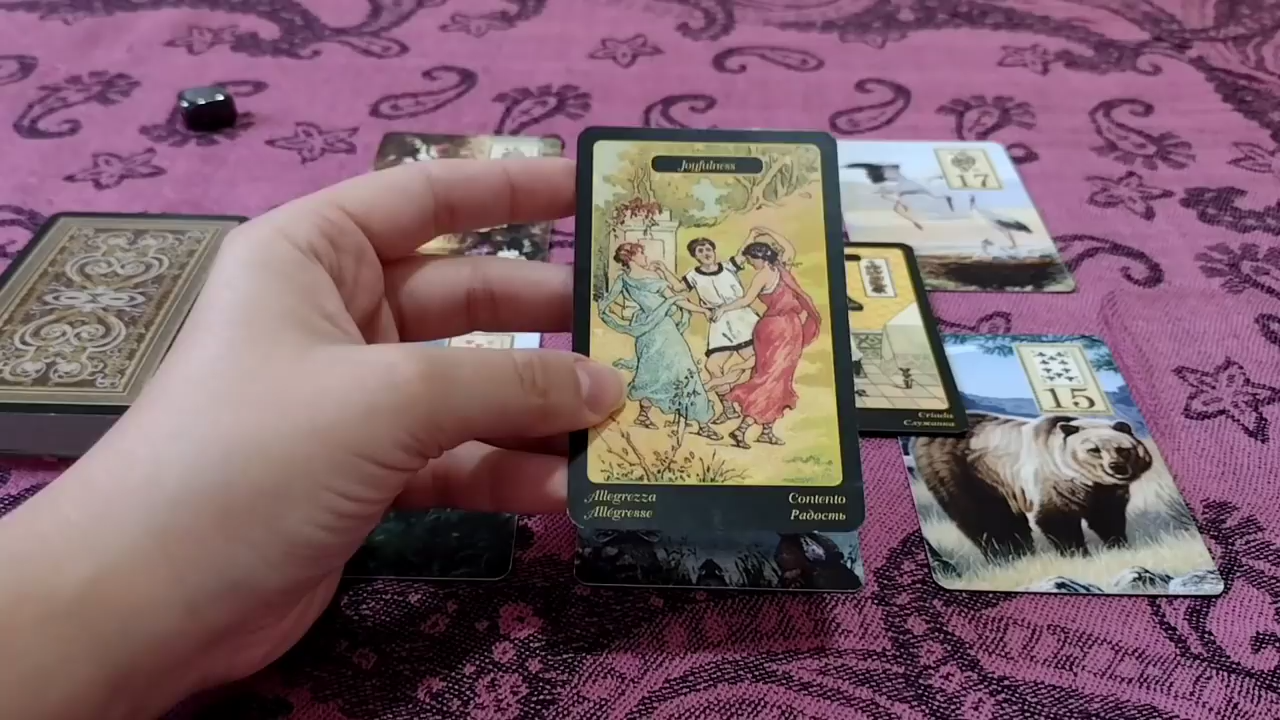 Joyfulness
Allegrezza
Allégresse
Contento
Радость
17
Criada
Служанка
15